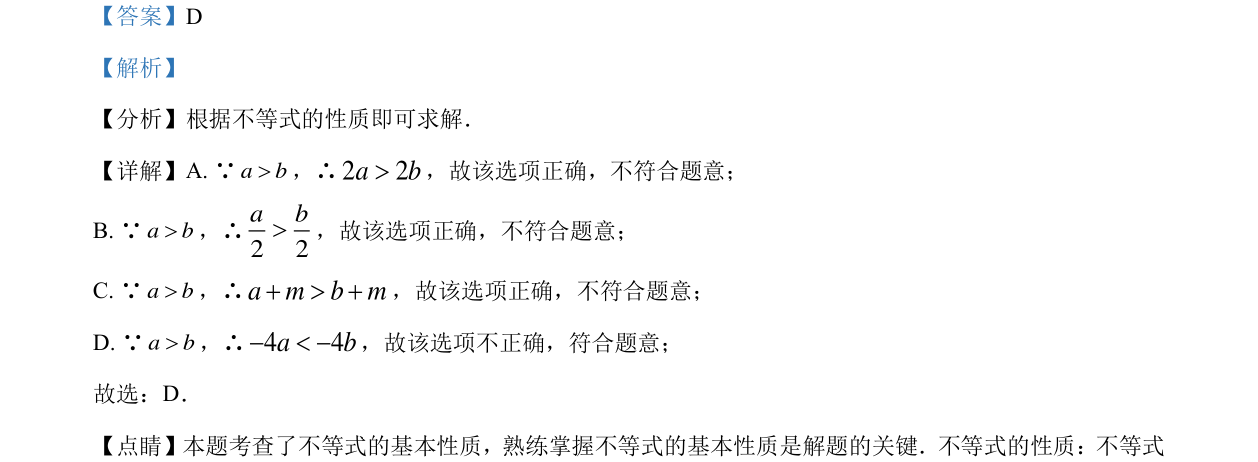 【答案】D
【解析】
【分析】根据不等式的性质即可求解．
【详解】A. ∵ a > b，∴ 2a > 2b，故该选项正确，不符合题意；
B. ∵ a > b，∴ a/2 > b/2，故该选项正确，不符合题意；
C. ∵ a > b，∴ a + m > b + m，故该选项正确，不符合题意；
D. ∵ a > b，∴ −4a < −4b，故该选项不正确，符合题意；
故选：D．
【点睛】本题考查了不等式的基本性质，熟练掌握不等式的基本性质是解题的关键．不等式的性质：不等式